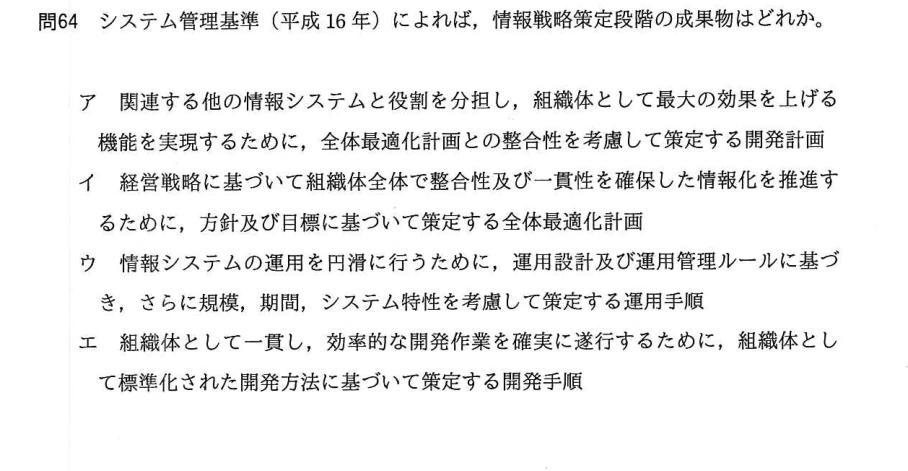 問64　システム管理基準（平成16年）によれば，情報戦略策定段階の成果物はどれか。
ア　関連する他の情報システムと役割を分担し，組織体として最大の効果を上げる
機能を実現するために，全体最適化計画との整合性を考慮して策定する開発計画
イ　経営戦略に基づいて組織体全体で整合性及び一貫性を確保した情報化を推進す
るために，方針及び目標に基づいて策定する全体最適化計画
ウ　情報システムの運用を円滑に行うために，運用設計及び運用管理ルールに基づ
き，さらに規模，期間，システム特性を考慮して策定する運用手順
エ　組織体として一貫し，効率的な開発作業を確実に遂行するために，組織体とし
て標準化された開発方法に基づいて策定する開発手順